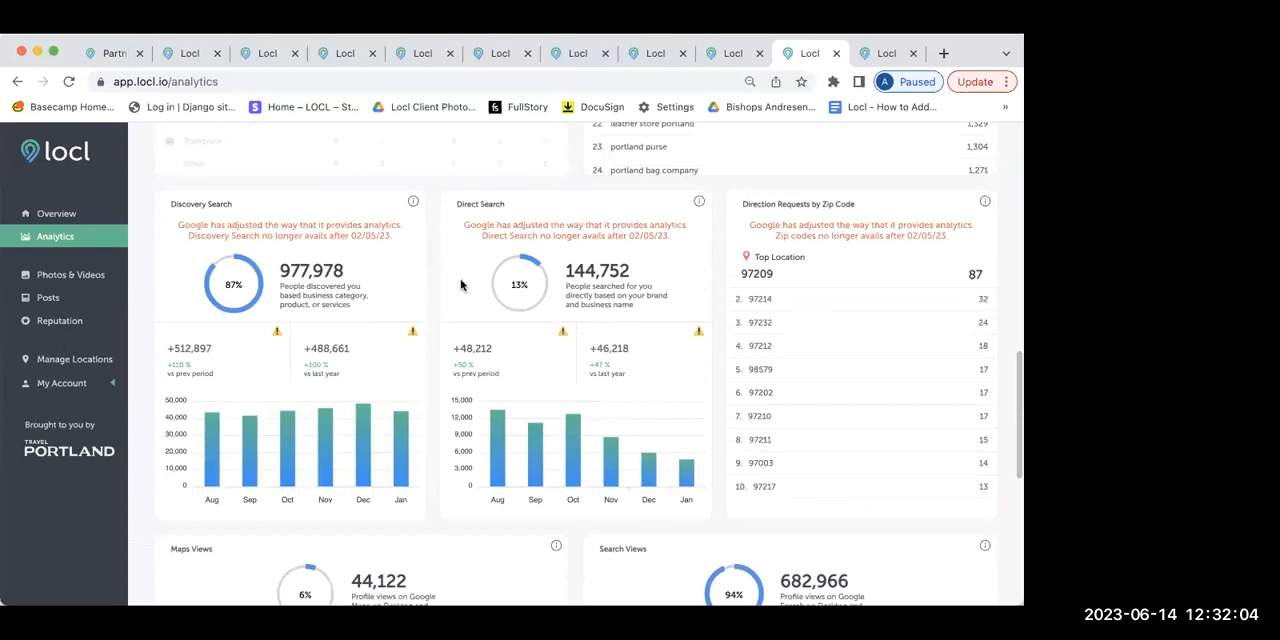 Partn
Locl
Locl
Locl
Locl
Locl
Locl
Locl
Locl
Locl
Locl
app.locl.io/analytics
A
Paused
Update
Basecamp Home...
Log in | Django sit...
Home – LOCL – St...
Locl Client Photo...
FullStory
DocuSign
Settings
Bishops Andresen...
Locl - How to Add...
»
locl
Overview
Analytics
Photos & Videos
Posts
Reputation
Manage Locations
My Account
Brought to you by
TRAVEL
PORTLAND
Other
22. leather store portland 1,329
23. portland purse 1,304
24. portland bag company 1,271
Discovery Search
Google has adjusted the way that it provides analytics.
Discovery Search no longer avails after 02/05/23.
87%
977,978
People discovered you
based business category,
product, or services
+512,897
+110 %
vs prev period
+488,661
+100 %
vs last year
50,000
40,000
30,000
20,000
10,000
0
Aug Sep Oct Nov Dec Jan
Direct Search
Google has adjusted the way that it provides analytics.
Direct Search no longer avails after 02/05/23.
13%
144,752
People searched for you
directly based on your brand
and business name
+48,212
+50 %
vs prev period
+46,218
+47 %
vs last year
15,000
12,000
9,000
6,000
3,000
0
Aug Sep Oct Nov Dec Jan
Direction Requests by Zip Code
Google has adjusted the way that it provides analytics.
Zip codes no longer avails after 02/05/23.
Top Location
97209 87
2. 97214 32
3. 97232 24
4. 97212 18
5. 98579 17
6. 97202 17
7. 97210 17
8. 97211 15
9. 97003 14
10. 97217 13
Maps Views
6%
44,122
Profile views on Google
Search Views
94%
682,966
Profile views on Google
2023-06-14 12:32:04